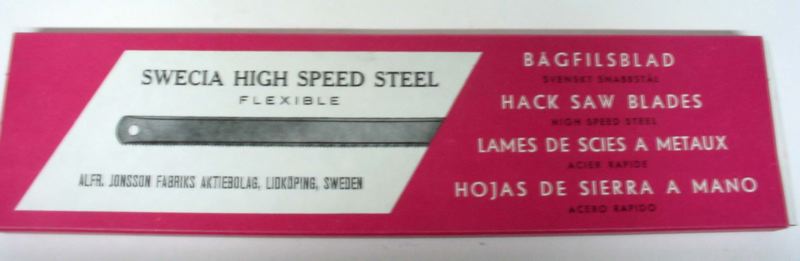 SWECIA HIGH SPEED STEEL
FLEXIBLE
ALFR. JONSSON FABRIKS AKTIEBOLAG, LIDKÖPING, SWEDEN
BÅGFILSBLAD
SVENSKT SNABBSTÅL
HACK SAW BLADES
HIGH SPEED STEEL
LAMES DE SCIES A METAUX
ACIER RAPIDE
HOJAS DE SIERRA A MANO
ACERO RAPIDO